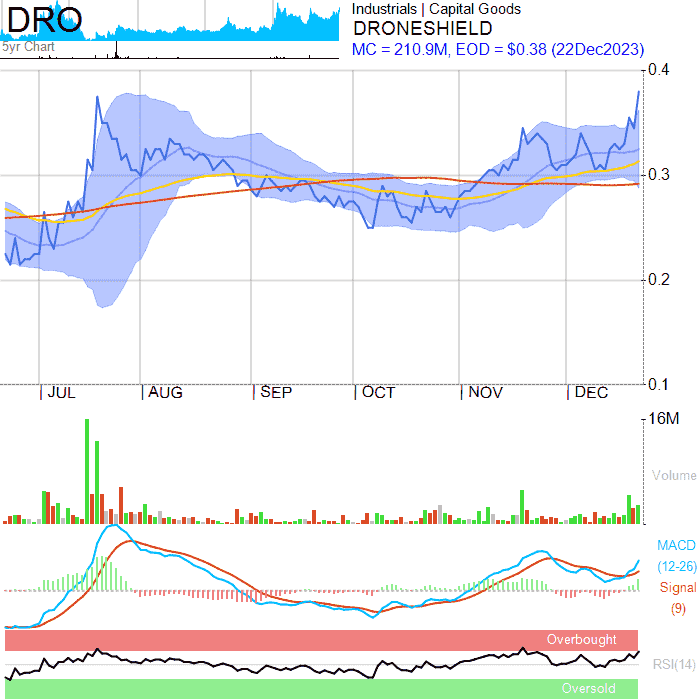 DRO
5yr Chart
Industrials | Capital Goods
DRONESHIELD
MC = 210.9M, EOD = $0.38 (22Dec2023)
0.4
0.3
0.2
0.1
JUL AUG SEP OCT NOV DEC
16M
Volume
MACD
(12-26)
Signal
(9)
Overbought
RSI(14)
Oversold